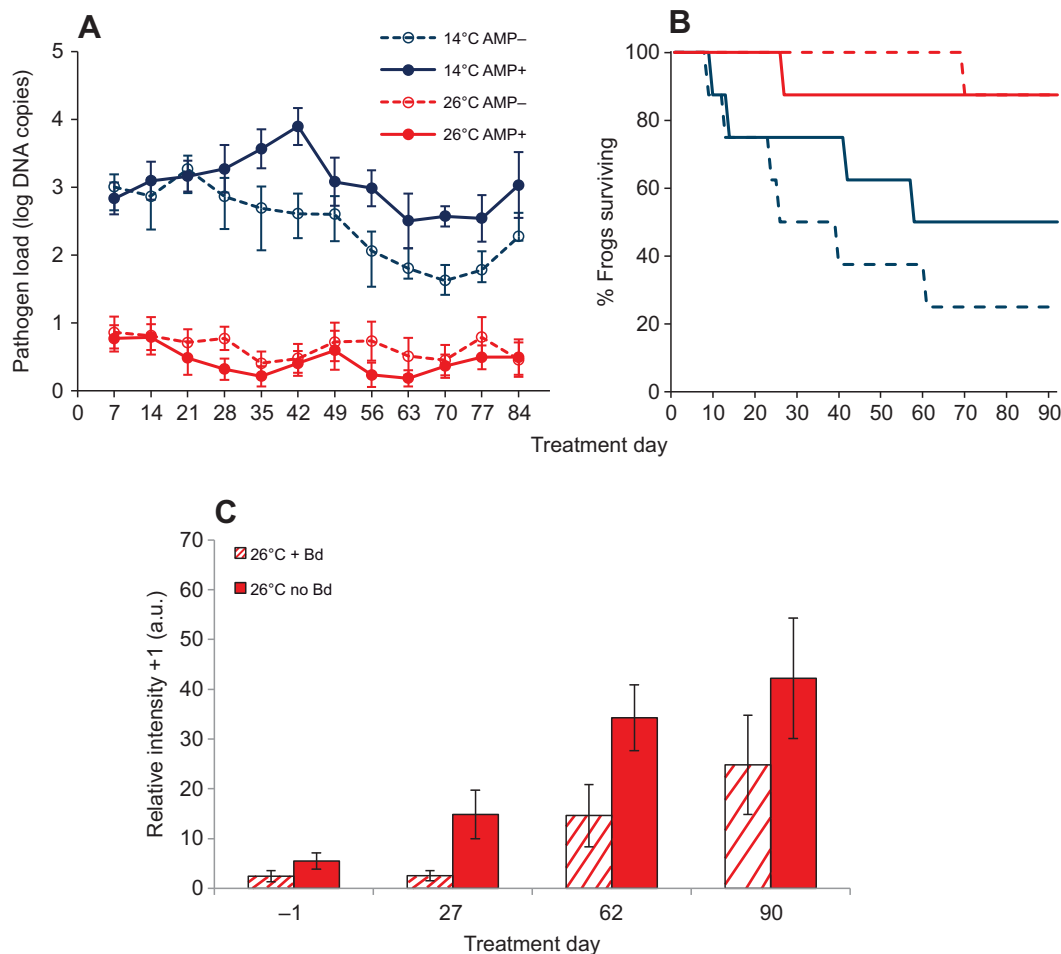 A
Pathogen load (log DNA copies)
5
4
3
2
1
0
0 7 14 21 28 35 42 49 56 63 70 77 84
14°C AMP–
14°C AMP+
26°C AMP–
26°C AMP+
B
% Frogs surviving
100
80
60
40
20
0
0 10 20 30 40 50 60 70 80 90
Treatment day
C
Relative intensity +1 (a.u.)
70
60
50
40
30
20
10
0
26°C + Bd
26°C no Bd
–1 27 62 90
Treatment day